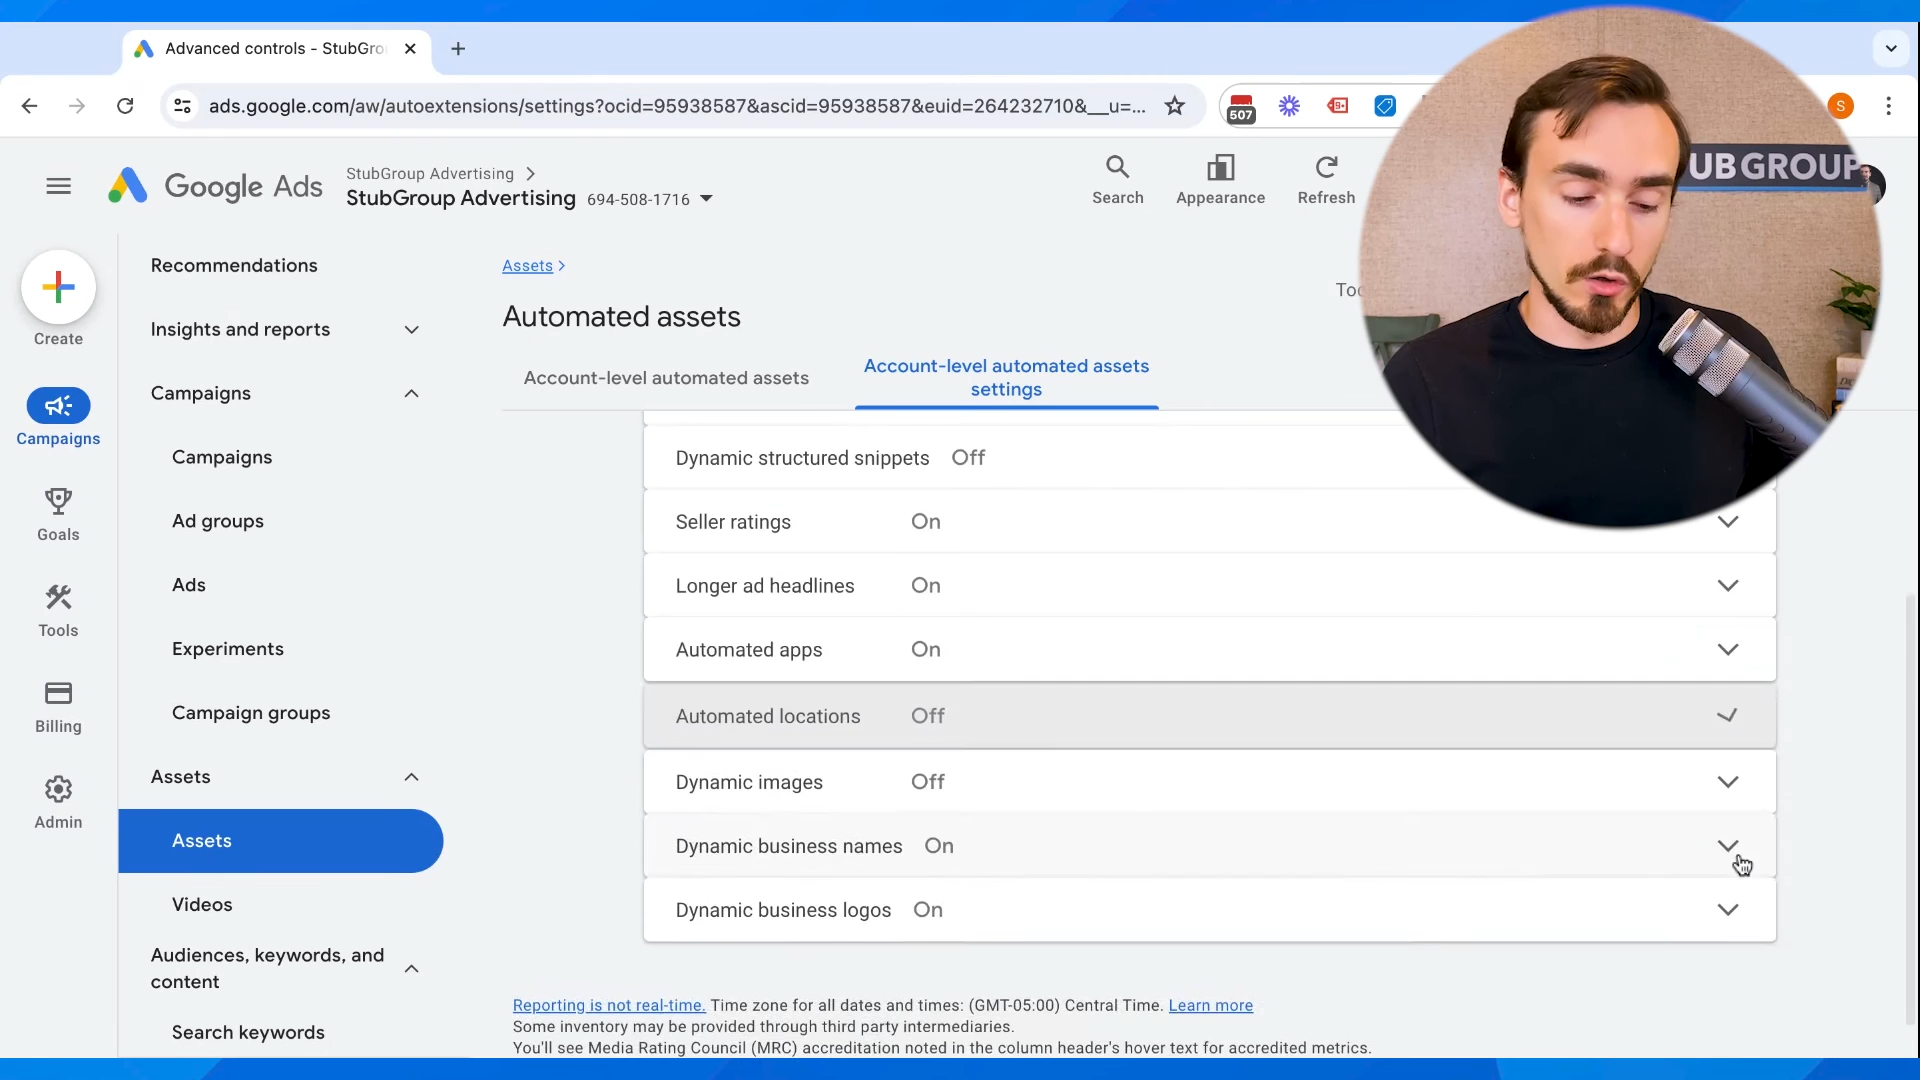 Advanced controls - StubGro
ads.google.com/aw/autoextensions/settings?ocid=95938587&ascid=95938587&euid=264232710&__u=...
507
9+
S
Google Ads
StubGroup Advertising
StubGroup Advertising 694-508-1716
Search
Appearance
Refresh
UB GROUP
Create
Campaigns
Goals
Tools
Billing
Admin
Recommendations
Insights and reports
Campaigns
Campaigns
Ad groups
Ads
Experiments
Campaign groups
Assets
Assets
Videos
Audiences, keywords, and
content
Search keywords
Assets
Automated assets
Account-level automated assets
Account-level automated assets
settings
Dynamic structured snippets Off
Seller ratings On
Longer ad headlines On
Automated apps On
Automated locations Off
Dynamic images Off
Dynamic business names On
Dynamic business logos On
Reporting is not real-time. Time zone for all dates and times: (GMT-05:00) Central Time. Learn more
Some inventory may be provided through third party intermediaries.
You'll see Media Rating Council (MRC) accreditation noted in the column header's hover text for accredited metrics.